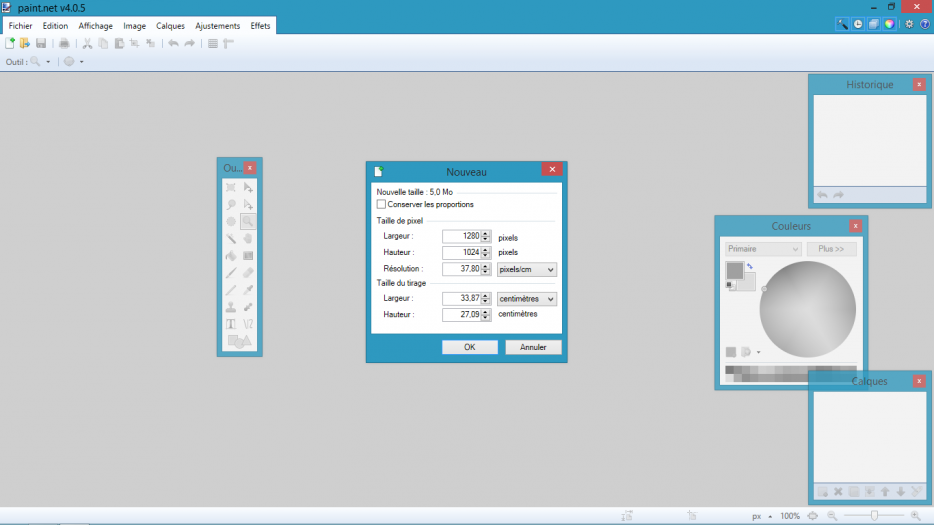 paint.net v4.0.5
Fichier Edition Affichage Image Calques Ajustements Effets
Outil :
Historique
Ou...
Nouveau
Nouvelle taille : 5,0 Mo
Conserver les proportions
Taille de pixel
Largeur : 1280 pixels
Hauteur : 1024 pixels
Résolution : 37,80 pixels/cm
Taille du tirage
Largeur : 33,87 centimètres
Hauteur : 27,09 centimètres
OK Annuler
Couleurs
Primaire Plus >>
Calques
px 100%